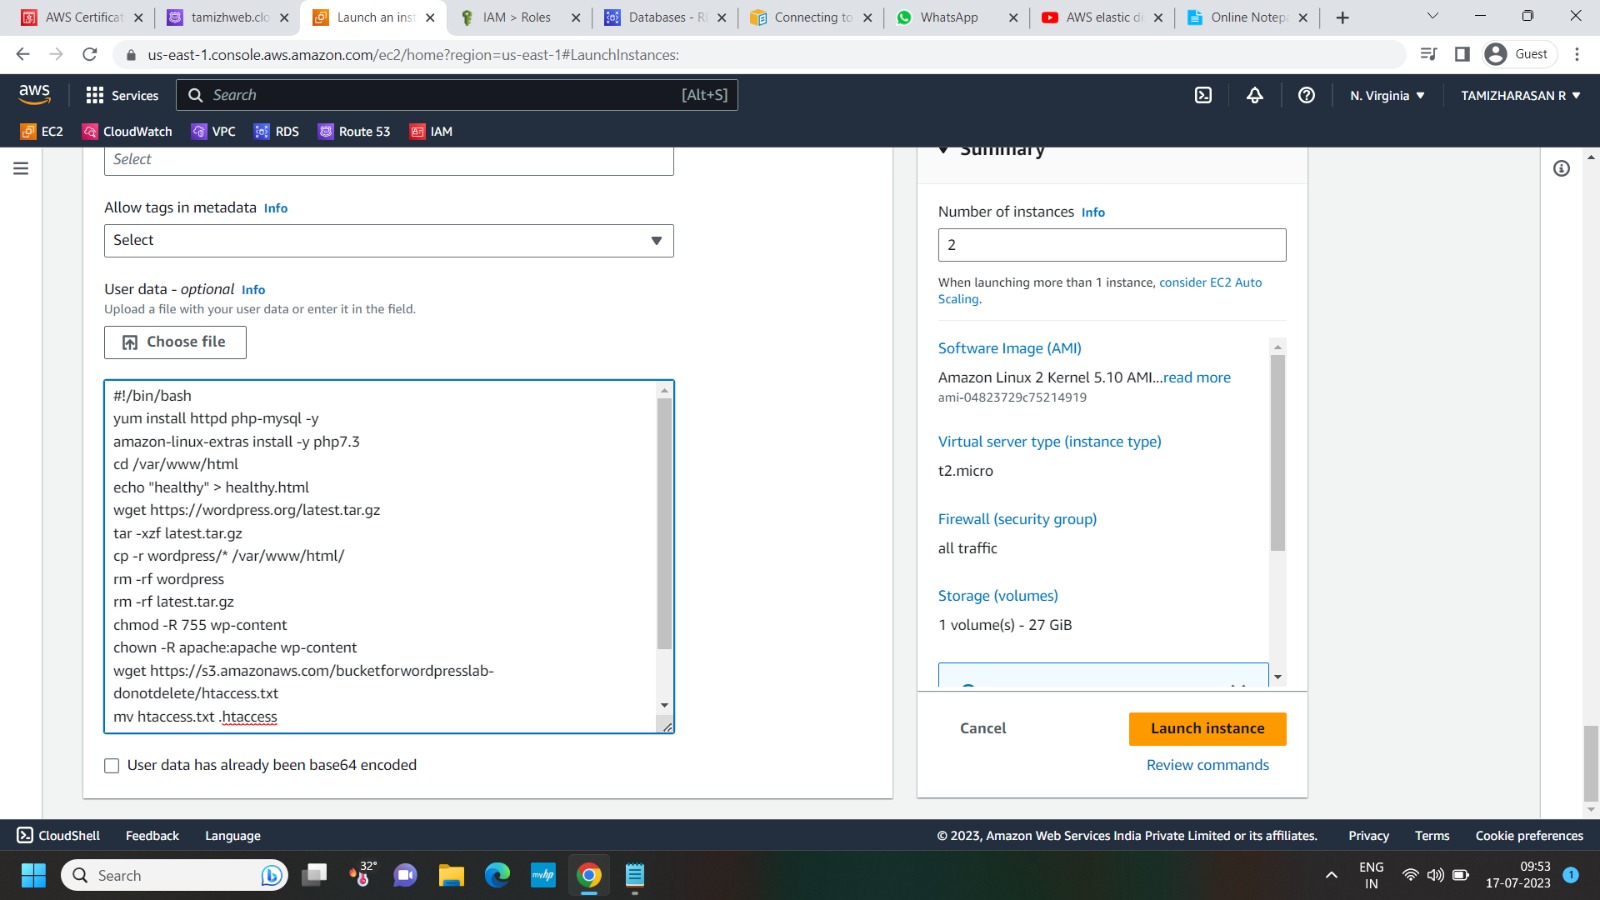 AWS Certificat
tamizhweb.clo
Launch an inst
IAM > Roles
Databases - R
Connecting to
WhatsApp
AWS elastic di
Online Notep
us-east-1.console.aws.amazon.com/ec2/home?region=us-east-1#LaunchInstances:
Guest
aws
Services
Search
[Alt+S]
N. Virginia
TAMIZHARASAN R
EC2
CloudWatch
VPC
RDS
Route 53
IAM
Select
Allow tags in metadata Info
Select
User data - optional Info
Upload a file with your user data or enter it in the field.
Choose file
#!/bin/bash
yum install httpd php-mysql -y
amazon-linux-extras install -y php7.3
cd /var/www/html
echo "healthy" > healthy.html
wget https://wordpress.org/latest.tar.gz
tar -xzf latest.tar.gz
cp -r wordpress/* /var/www/html/
rm -rf wordpress
rm -rf latest.tar.gz
chmod -R 755 wp-content
chown -R apache:apache wp-content
wget https://s3.amazonaws.com/bucketforwordpresslab-
donotdelete/htaccess.txt
mv htaccess.txt .htaccess
User data has already been base64 encoded
Summary
Number of instances Info
2
When launching more than 1 instance, consider EC2 Auto
Scaling.
Software Image (AMI)
Amazon Linux 2 Kernel 5.10 AMI...read more
ami-04823729c75214919
Virtual server type (instance type)
t2.micro
Firewall (security group)
all traffic
Storage (volumes)
1 volume(s) - 27 GiB
Cancel
Launch instance
Review commands
CloudShell
Feedback
Language
© 2023, Amazon Web Services India Private Limited or its affiliates.
Privacy
Terms
Cookie preferences
Search
32°
myhp
ENG
IN
09:53
17-07-2023
1